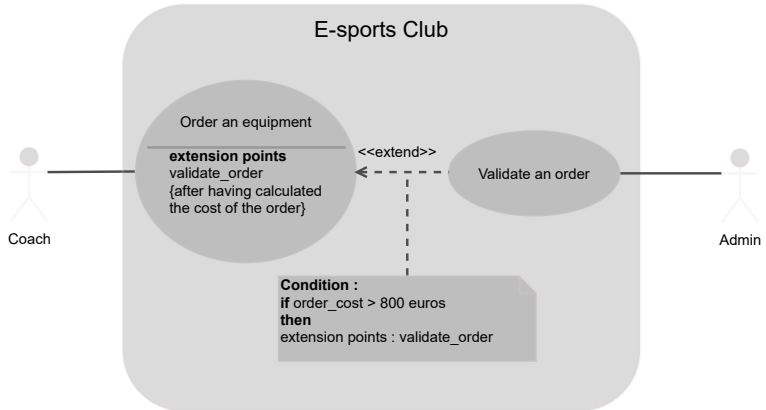 E-sports Club
Order an equipment
extension points
validate_order
{after having calculated
the cost of the order}
<<extend>>
Validate an order
Coach
Admin
Condition :
if order_cost > 800 euros
then
extension points : validate_order